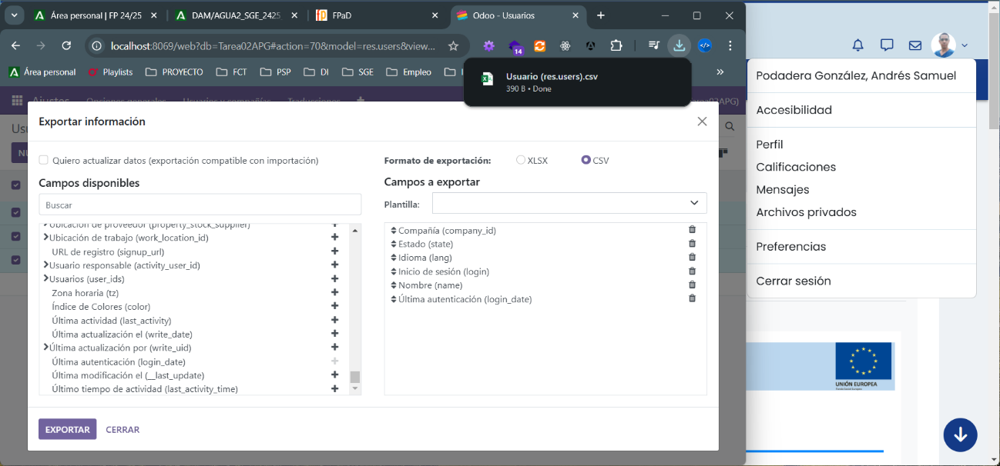 Área personal | FP 24/25
DAM/AGUA2_SGE_2425
FPaD
Odoo - Usuarios
localhost:8069/web?db=Tarea02APG#action=70&model=res.users&view...
14
Área personal
Playlists
PROYECTO
FCT
PSP
DI
SGE
Empleo
Usuario (res.users).csv
390 B • Done
Ajustes
Opciones generales
Usuarios y compañías
Traducciones
Exportar información
Quiero actualizar datos (exportación compatible con importación)
Formato de exportación:
XLSX
CSV
Campos disponibles
Campos a exportar
Buscar
Plantilla:
Ubicación de proveedor (property_stock_supplier)
Ubicación de trabajo (work_location_id)
URL de registro (signup_url)
Usuario responsable (activity_user_id)
Usuarios (user_ids)
Zona horaria (tz)
Índice de Colores (color)
Última actividad (last_activity)
Última actualización el (write_date)
Última actualización por (write_uid)
Última autenticación (login_date)
Última modificación el (__last_update)
Último tiempo de actividad (last_activity_time)
Compañía (company_id)
Estado (state)
Idioma (lang)
Inicio de sesión (login)
Nombre (name)
Última autenticación (login_date)
EXPORTAR
CERRAR
Podadera González, Andrés Samuel
Accesibilidad
Perfil
Calificaciones
Mensajes
Archivos privados
Preferencias
Cerrar sesión
UNIÓN EUROPEA